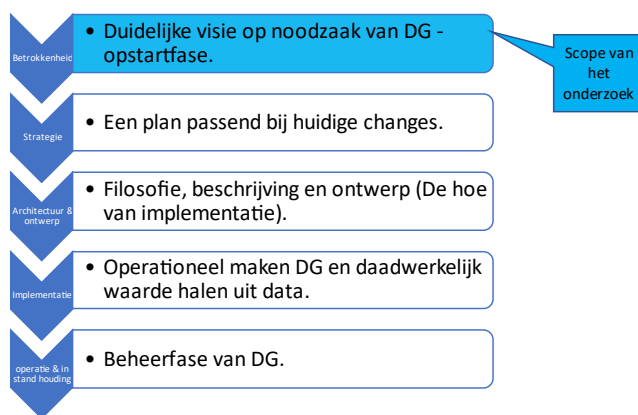 Betrokkenheid
• Duidelijke visie op noodzaak van DG -
opstartfase.
Scope van
het
onderzoek
Strategie
• Een plan passend bij huidige changes.
Architectuur &
ontwerp
• Filosofie, beschrijving en ontwerp (De hoe
van implementatie).
Implementatie
• Operationeel maken DG en daadwerkelijk
waarde halen uit data.
operatie & in
stand houding
• Beheerfase van DG.